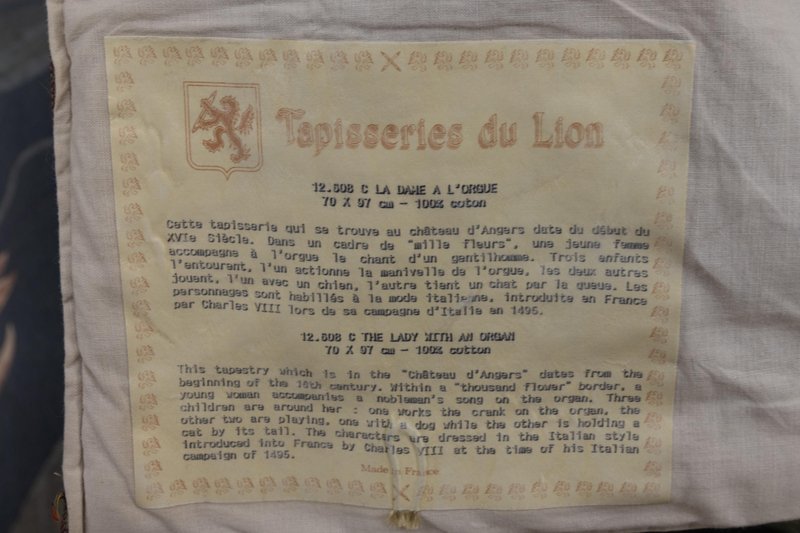 Tapisseries du Lion
12.508 C LA DAME A L'ORGUE
70 X 97 cm - 100% coton
Cette tapisserie qui se trouve au château d'Angers date du début du
XVIe Siècle. Dans un cadre de "mille fleurs", une jeune femme
accompagne à l'orgue le chant d'un gentilhomme. Trois enfants
l'entourent, l'un actionne la manivelle de l'orgue, les deux autres
jouent, l'un avec un chien, l'autre tient un chat par la queue. Les
personnages sont habillés à la mode italienne, introduite en France
par Charles VIII lors de sa campagne d'Italie en 1495.
12.508 C THE LADY WITH AN ORGAN
70 X 97 cm - 100% cotton
This tapestry which is in the "Château d'Angers" dates from the
beginning of the 16th century. Within a "thousand flower" border, a
young woman accompanies a nobleman's song on the organ. Three
children are around her : one works the crank on the organ, the
other two are playing, one with a dog while the other is holding a
cat by its tail. The characters are dressed in the Italian style
introduced into France by Charles VIII at the time of his Italian
campaign of 1495.
Made in France